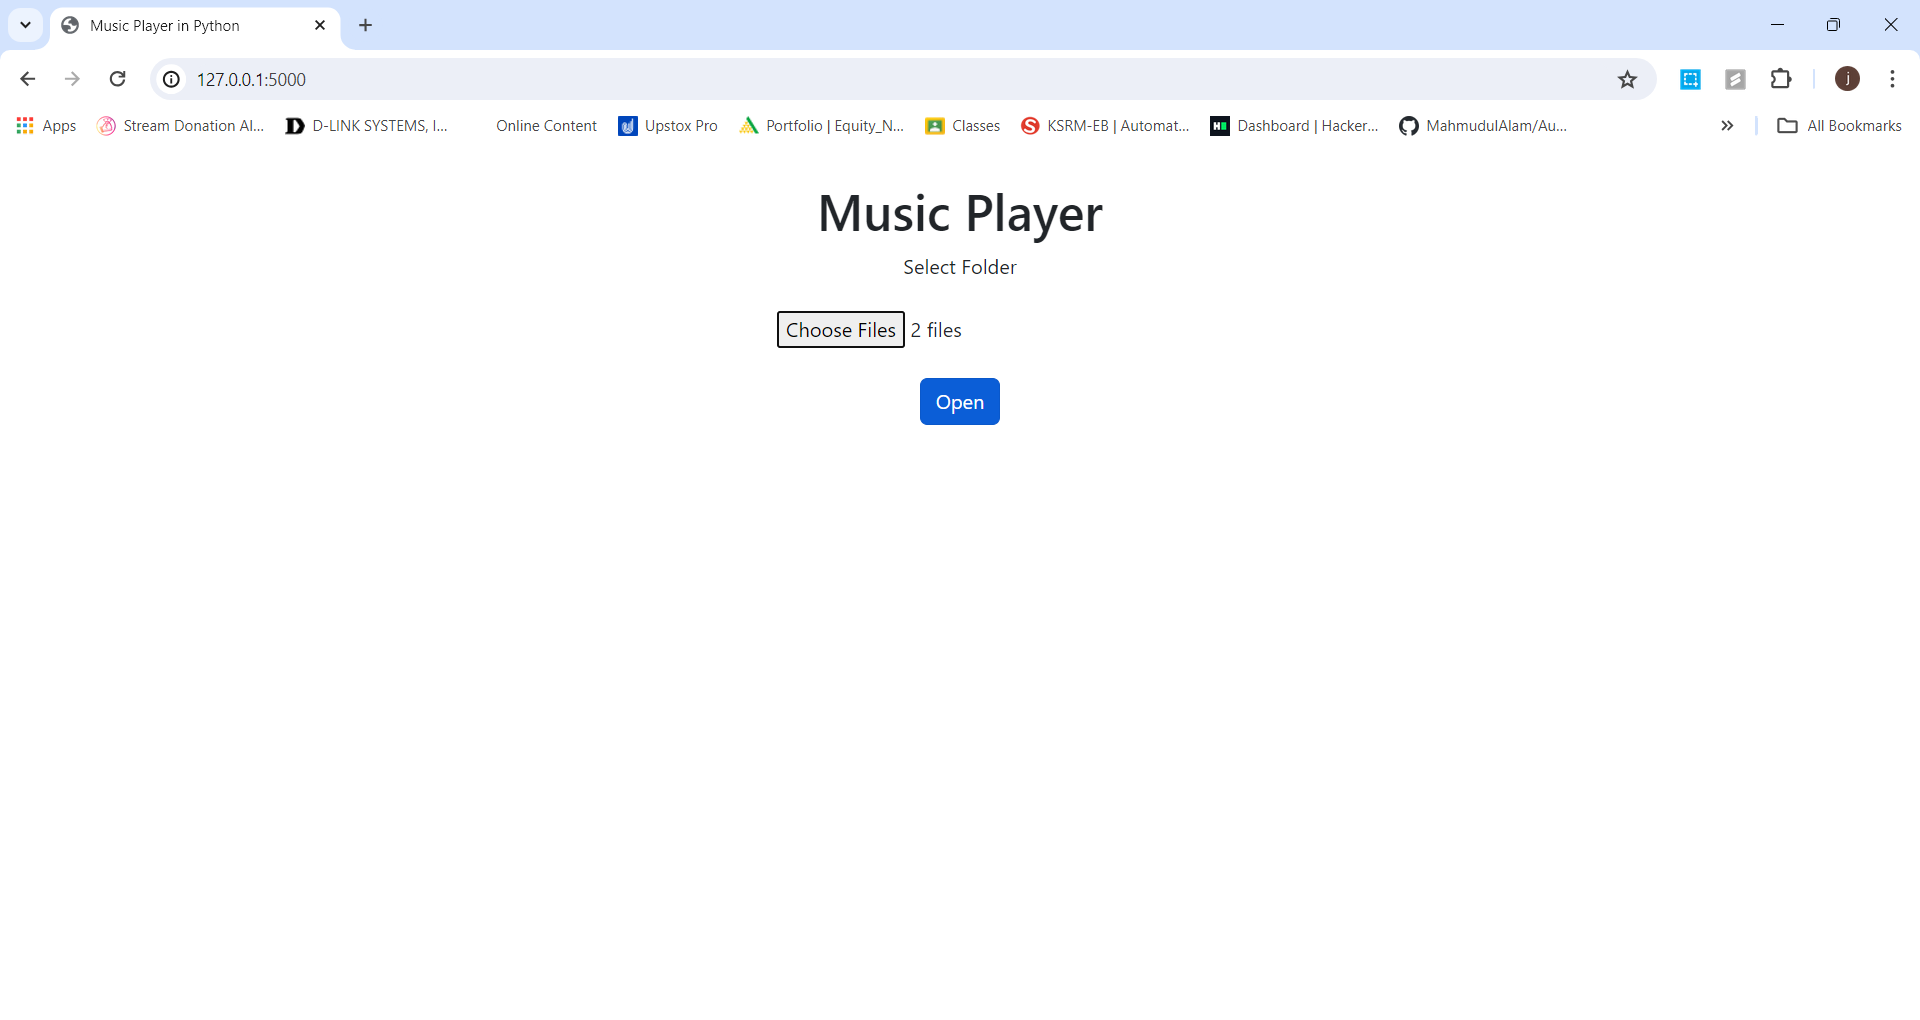 Music Player in Python
127.0.0.1:5000
Apps
Stream Donation Al...
D-LINK SYSTEMS, I...
Online Content
Upstox Pro
Portfolio | Equity_N...
Classes
KSRM-EB | Automat...
Dashboard | Hacker...
MahmudulAlam/Au...
All Bookmarks
j
Music Player
Select Folder
Choose Files 2 files
Open